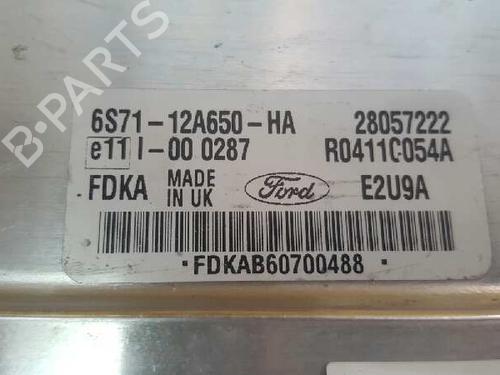 6S71-12A650-HA 28057222
e11 I-00 0287 R0411C054A
FDKA MADE IN UK Ford E2U9A
*FDKAB60700488*
B-PARTS